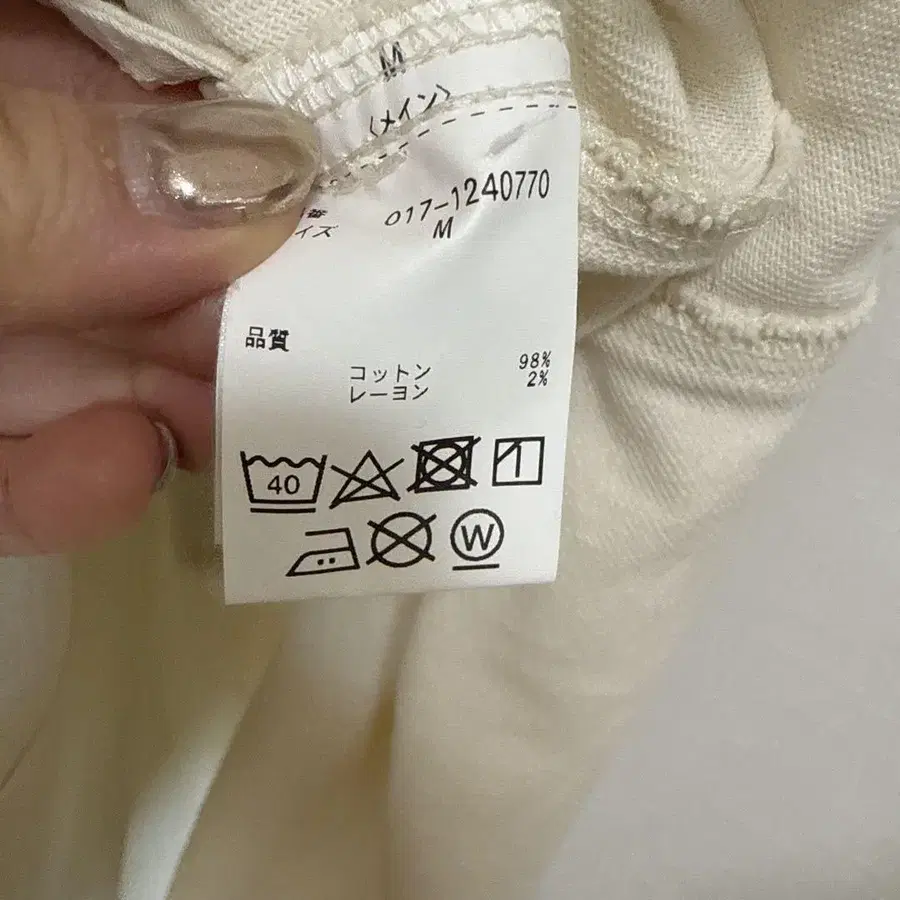 M
〈メイン〉
番 017-1240770
イズ M
品質
コットン 98%
レーヨン 2%
40
W